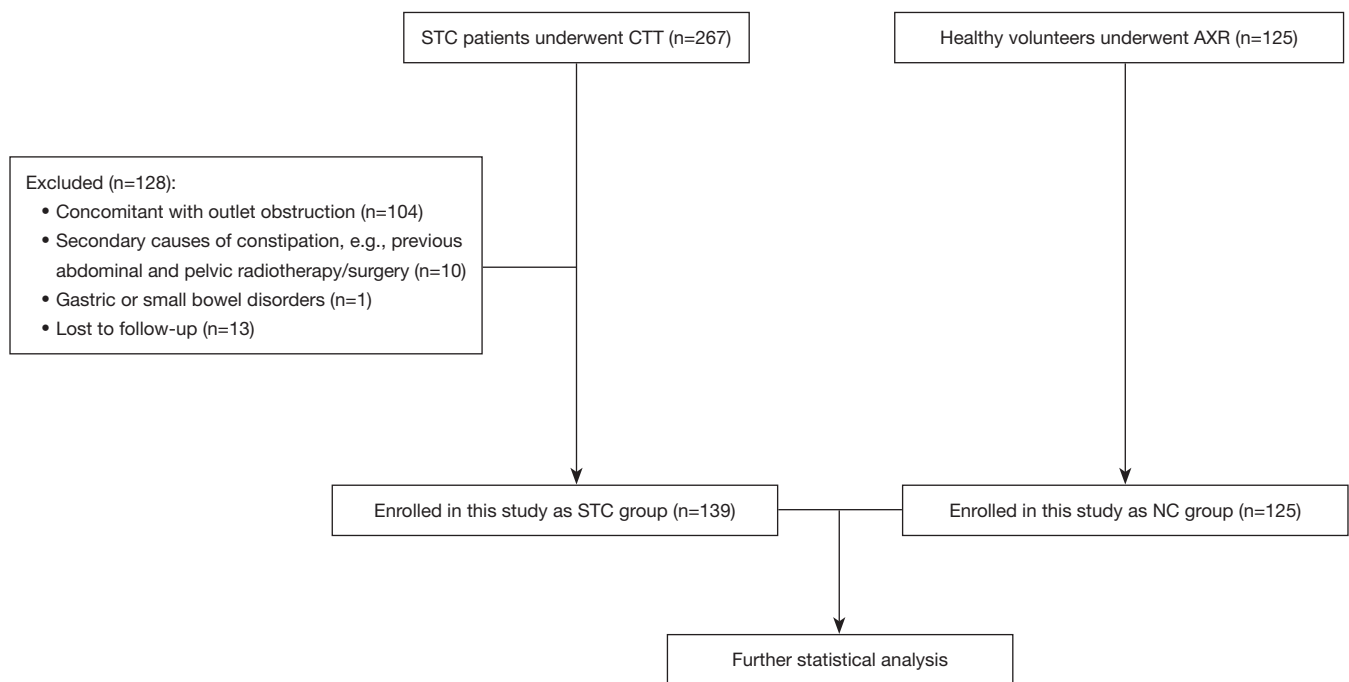 STC patients underwent CTT (n=267)
Healthy volunteers underwent AXR (n=125)
Excluded (n=128):
• Concomitant with outlet obstruction (n=104)
• Secondary causes of constipation, e.g., previous
abdominal and pelvic radiotherapy/surgery (n=10)
• Gastric or small bowel disorders (n=1)
• Lost to follow-up (n=13)
Enrolled in this study as STC group (n=139)
Enrolled in this study as NC group (n=125)
Further statistical analysis